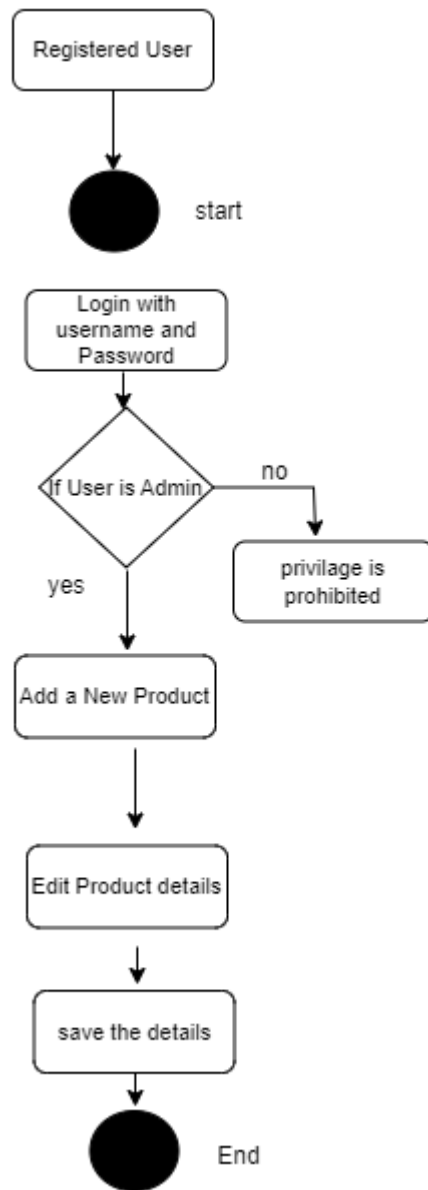 Registered User
start
Login with
username and
Password
If User is Admin
no
privilage is
prohibited
yes
Add a New Product
Edit Product details
save the details
End